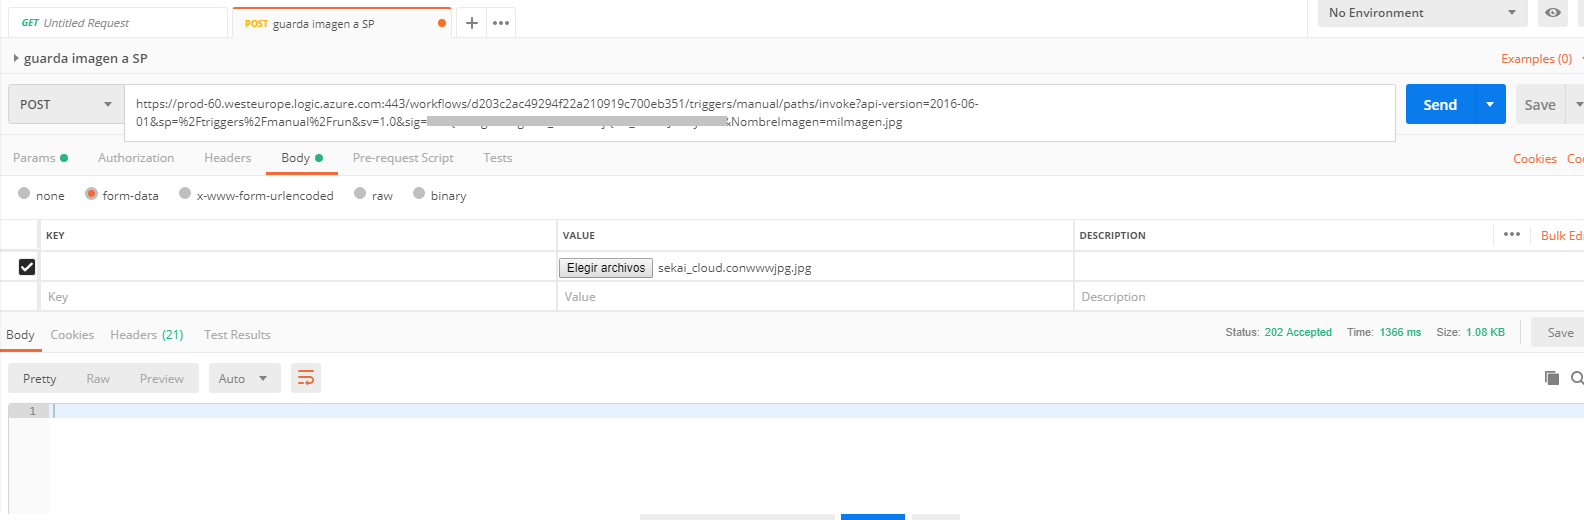 GET Untitled Request
POST guarda imagen a SP
No Environment
guarda imagen a SP
Examples (0)
POST
https://prod-60.westeurope.logic.azure.com:443/workflows/d203c2ac49294f22a210919c700eb351/triggers/manual/paths/invoke?api-version=2016-06-
01&sp=%2Ftriggers%2Fmanual%2Frun&sv=1.0&sig=
&NombreImagen=miImagen.jpg
Send
Save
Params
Authorization
Headers
Body
Pre-request Script
Tests
Cookies
none
form-data
x-www-form-urlencoded
raw
binary
KEY
VALUE
DESCRIPTION
Bulk
Elegir archivos
sekai_cloud.conwwwjpg.jpg
Key
Value
Description
Body
Cookies
Headers (21)
Test Results
Status: 202 Accepted
Time: 1366 ms
Size: 1.08 KB
Save
Pretty
Raw
Preview
Auto
1